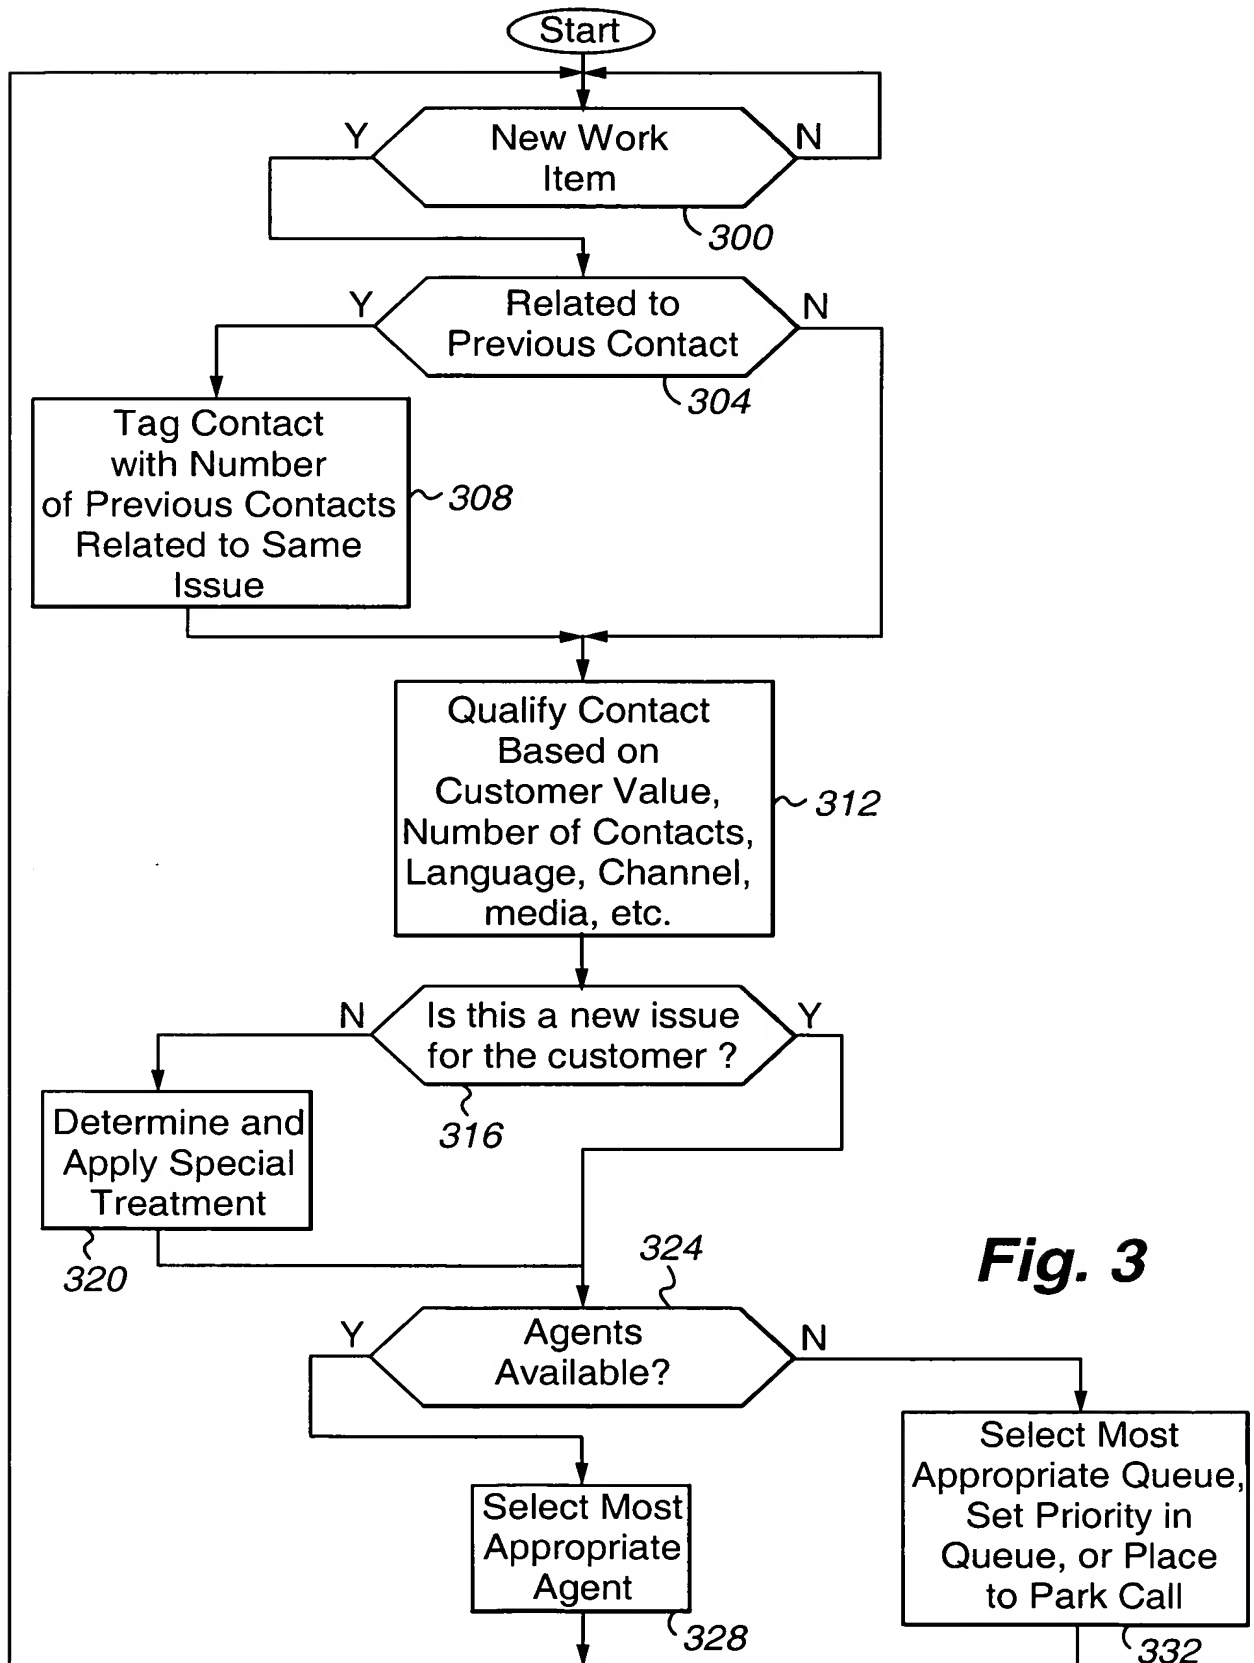 Start
Y
New Work
Item
N
300
Y
Related to
Previous Contact
N
304
Tag Contact
with Number
of Previous Contacts
Related to Same
Issue
308
Qualify Contact
Based on
Customer Value,
Number of Contacts,
Language, Channel,
media, etc.
312
N
Is this a new issue
for the customer ?
Y
316
Determine and
Apply Special
Treatment
320
324
Fig. 3
Y
Agents
Available?
N
Select Most
Appropriate Queue,
Set Priority in
Queue, or Place
to Park Call
332
Select Most
Appropriate
Agent
328